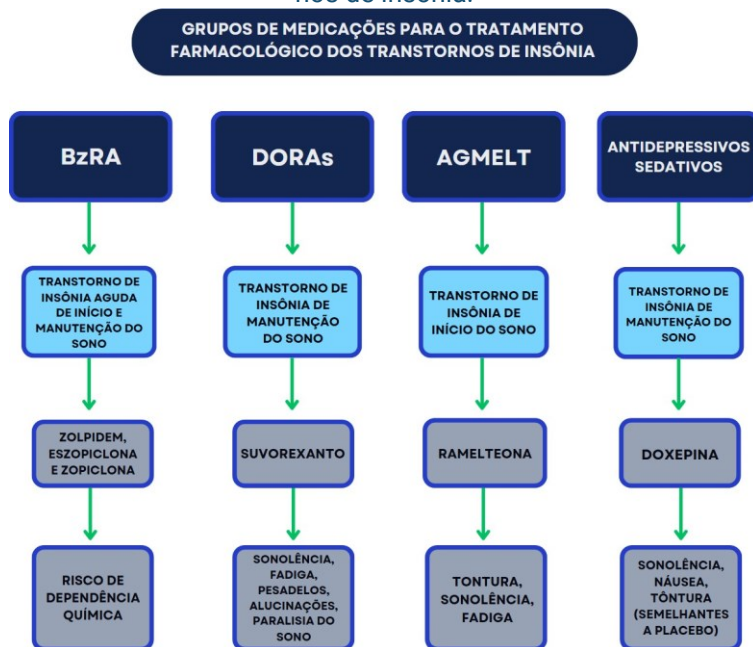 nos de insônia.
GRUPOS DE MEDICAÇÕES PARA O TRATAMENTO
FARMACOLÓGICO DOS TRANSTORNOS DE INSÔNIA
BzRA
DORAs
AGMELT
ANTIDEPRESSIVOS
SEDATIVOS
TRANSTORNO DE
INSÔNIA AGUDA
DE INÍCIO E
MANUTENÇÃO DO
SONO
TRANSTORNO DE
INSÔNIA DE
MANUTENÇÃO
DO SONO
TRANSTORNO DE
INSÔNIA DE
INÍCIO DO SONO
TRANSTORNO DE
INSÔNIA DE
MANUTENÇÃO DO
SONO
ZOLPIDEM,
ESZOPICLONA
E ZOPICLONA
SUVOREXANTO
RAMELTEONA
DOXEPINA
RISCO DE
DEPENDÊNCIA
QUÍMICA
SONOLÊNCIA,
FADIGA,
PESADELOS,
ALUCINAÇÕES,
PARALISIA DO
SONO
TONTURA,
SONOLÊNCIA,
FADIGA
SONOLÊNCIA,
NÁUSEA,
TÔNTURA
(SEMELHANTES
A PLACEBO)